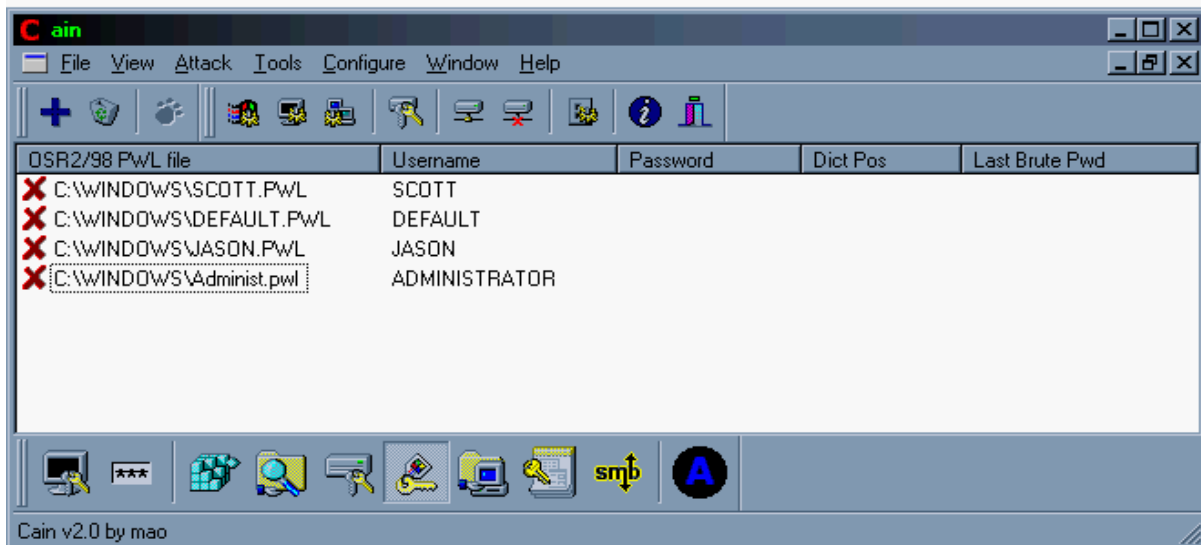 C ain
File View Attack Tools Configure Window Help
OSR2/98 PWL file Username Password Dict Pos Last Brute Pwd
C:\WINDOWS\SCOTT.PWL SCOTT
C:\WINDOWS\DEFAULT.PWL DEFAULT
C:\WINDOWS\JASON.PWL JASON
C:\WINDOWS\Administ.pwl ADMINISTRATOR
*** smb A
Cain v2.0 by mao